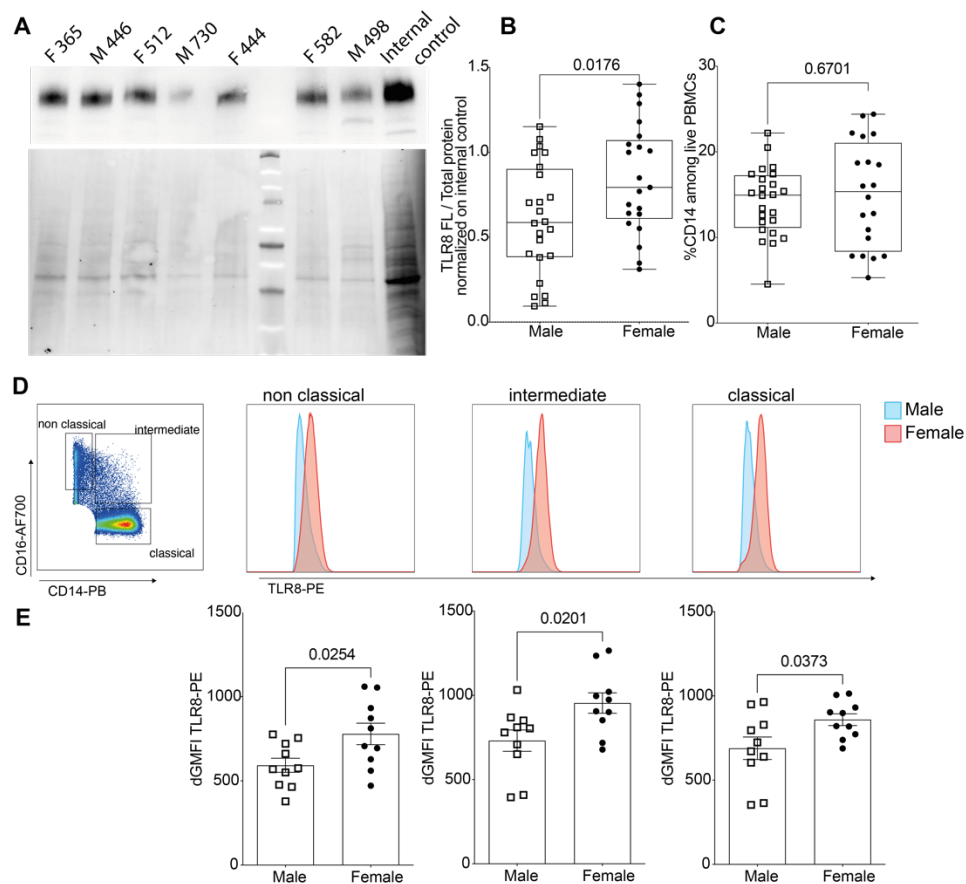 A
F 365
M 446
F 512
M 730
F 444
F 582
M 498
Internal
control
B
TLR8 FL / Total protein
normalized on internal control
1.5
1.0
0.5
0.0
0.0176
Male
Female
C
%CD14 among live PBMCs
30
20
10
0
0.6701
Male
Female
D
non classical
intermediate
classical
CD16-AF700
CD14-PB
non classical
intermediate
classical
TLR8-PE
Male
Female
E
dGMFI TLR8-PE
1500
1000
500
0
0.0254
Male
Female
dGMFI TLR8-PE
1500
1000
500
0
0.0201
Male
Female
dGMFI TLR8-PE
1500
1000
500
0
0.0373
Male
Female